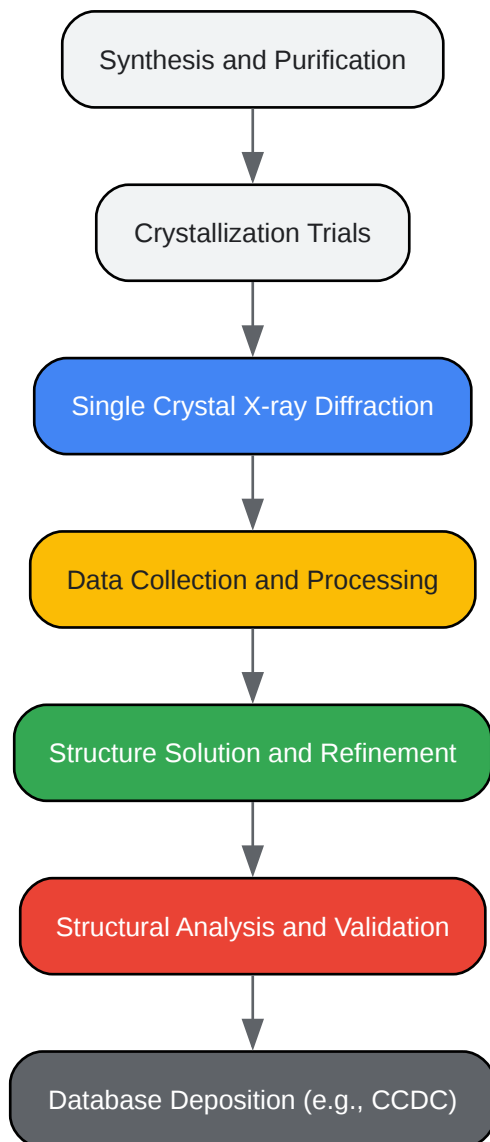 Synthesis and Purification
Crystallization Trials
Single Crystal X-ray Diffraction
Data Collection and Processing
Structure Solution and Refinement
Structural Analysis and Validation
Database Deposition (e.g., CCDC)